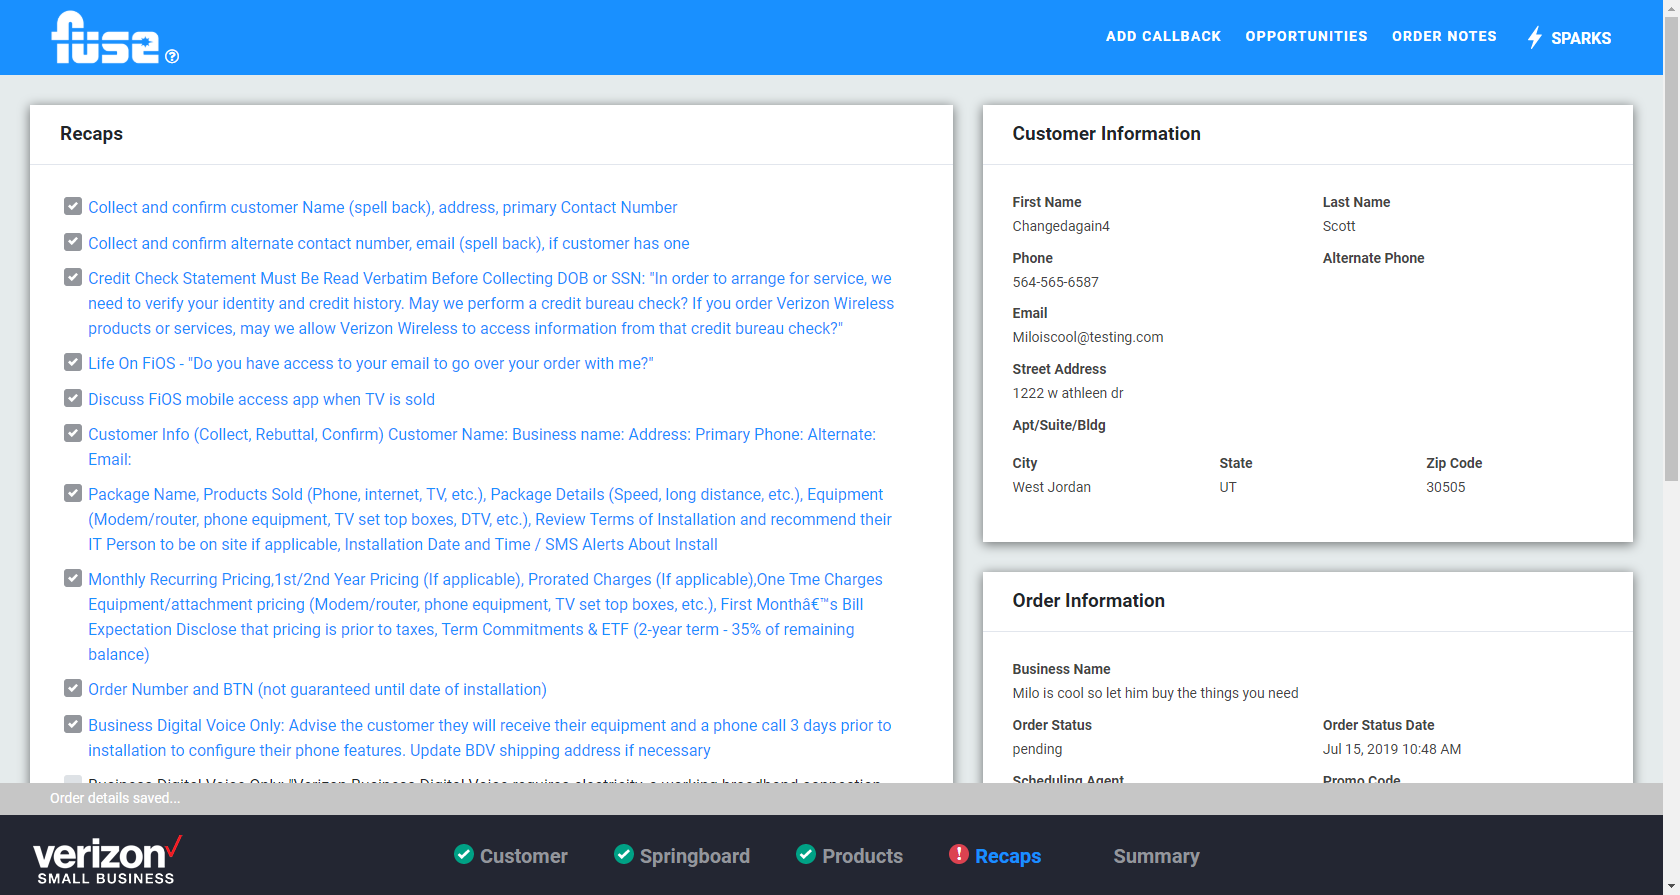 fuse
ADD CALLBACK OPPORTUNITIES ORDER NOTES SPARKS
Recaps
Collect and confirm customer Name (spell back), address, primary Contact Number
Collect and confirm alternate contact number, email (spell back), if customer has one
Credit Check Statement Must Be Read Verbatim Before Collecting DOB or SSN: "In order to arrange for service, we
need to verify your identity and credit history. May we perform a credit bureau check? If you order Verizon Wireless
products or services, may we allow Verizon Wireless to access information from that credit bureau check?"
Life On FiOS - "Do you have access to your email to go over your order with me?"
Discuss FiOS mobile access app when TV is sold
Customer Info (Collect, Rebuttal, Confirm) Customer Name: Business name: Address: Primary Phone: Alternate:
Email:
Package Name, Products Sold (Phone, internet, TV, etc.), Package Details (Speed, long distance, etc.), Equipment
(Modem/router, phone equipment, TV set top boxes, DTV, etc.), Review Terms of Installation and recommend their
IT Person to be on site if applicable, Installation Date and Time / SMS Alerts About Install
Monthly Recurring Pricing,1st/2nd Year Pricing (If applicable), Prorated Charges (If applicable),One Tme Charges
Equipment/attachment pricing (Modem/router, phone equipment, TV set top boxes, etc.), First Monthâ€™s Bill
Expectation Disclose that pricing is prior to taxes, Term Commitments & ETF (2-year term - 35% of remaining
balance)
Order Number and BTN (not guaranteed until date of installation)
Business Digital Voice Only: Advise the customer they will receive their equipment and a phone call 3 days prior to
installation to configure their phone features. Update BDV shipping address if necessary
Business Digital Voice Only: "Verizon Business Digital Voice requires electricity, a working broadband connection
Customer Information
First Name Last Name
Changedagain4 Scott
Phone Alternate Phone
564-565-6587
Email
Miloiscool@testing.com
Street Address
1222 w athleen dr
Apt/Suite/Bldg
City State Zip Code
West Jordan UT 30505
Order Information
Business Name
Milo is cool so let him buy the things you need
Order Status Order Status Date
pending Jul 15, 2019 10:48 AM
Scheduling Agent Promo Code
Order details saved...
verizon
SMALL BUSINESS
Customer Springboard Products Recaps Summary